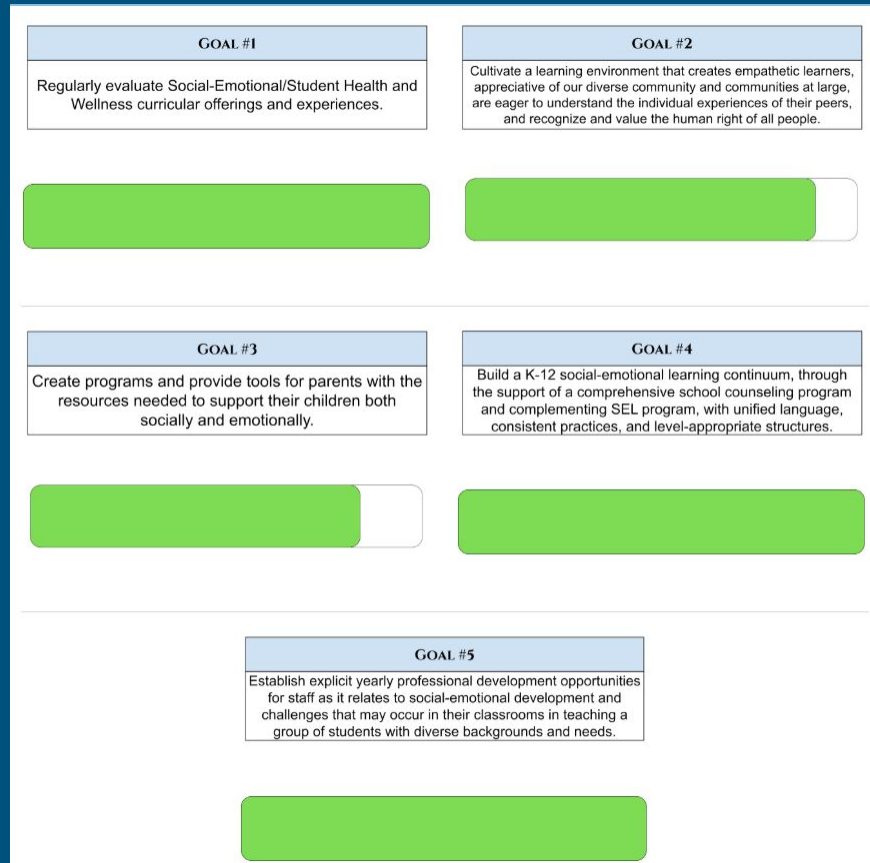 GOAL #1
Regularly evaluate Social-Emotional/Student Health and
Wellness curricular offerings and experiences.
GOAL #2
Cultivate a learning environment that creates empathetic learners,
appreciative of our diverse community and communities at large,
are eager to understand the individual experiences of their peers,
and recognize and value the human right of all people.
GOAL #3
Create programs and provide tools for parents with the
resources needed to support their children both
socially and emotionally.
GOAL #4
Build a K-12 social-emotional learning continuum, through
the support of a comprehensive school counseling program
and complementing SEL program, with unified language,
consistent practices, and level-appropriate structures.
GOAL #5
Establish explicit yearly professional development opportunities
for staff as it relates to social-emotional development and
challenges that may occur in their classrooms in teaching a
group of students with diverse backgrounds and needs.